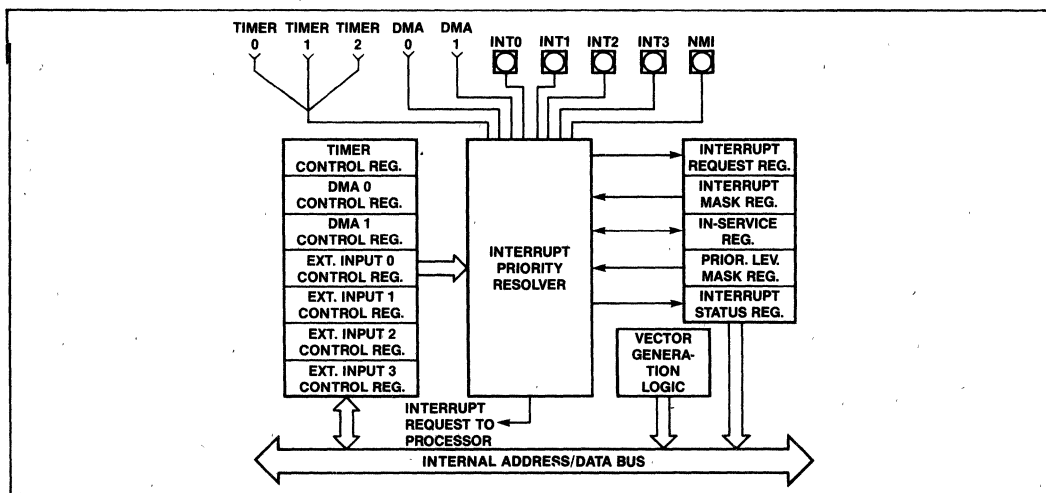 TIMER TIMER TIMER DMA DMA
0 1 2 0 1
INT0 INT1 INT2 INT3 NMI
TIMER
CONTROL REG.
DMA 0
CONTROL REG.
DMA 1
CONTROL REG.
EXT. INPUT 0
CONTROL REG.
EXT. INPUT 1
CONTROL REG.
EXT. INPUT 2
CONTROL REG.
EXT. INPUT 3
CONTROL REG.
INTERRUPT
PRIORITY
RESOLVER
INTERRUPT
REQUEST REG.
INTERRUPT
MASK REG.
IN-SERVICE
REG.
PRIOR. LEV.
MASK REG.
INTERRUPT
STATUS REG.
VECTOR
GENERA-
TION
LOGIC
INTERRUPT
REQUEST TO
PROCESSOR
INTERNAL ADDRESS/DATA BUS